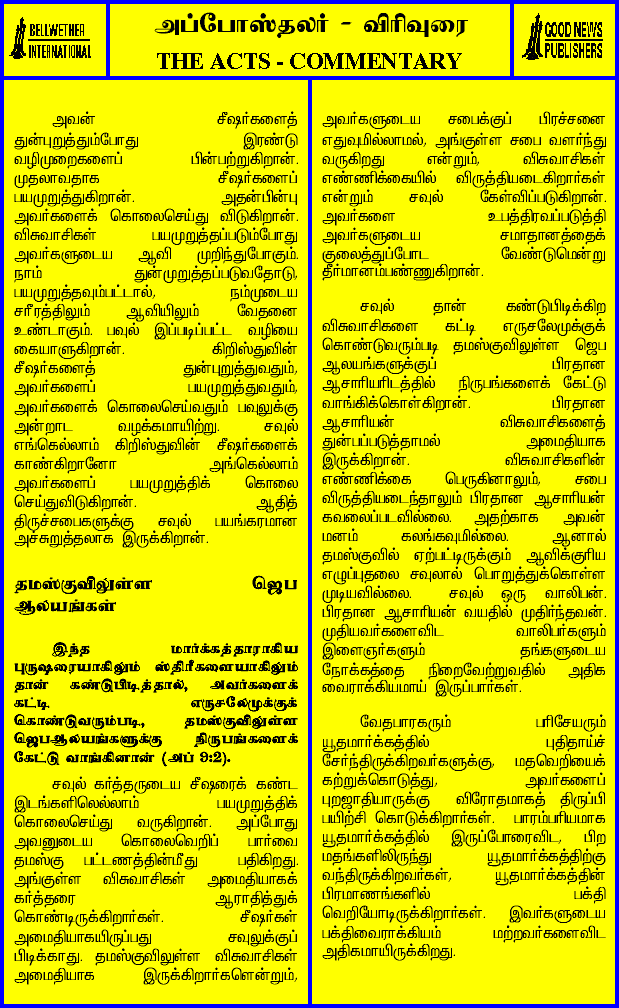 BELLWETHER
INTERNATIONAL
அப்போஸ்தலர் - விரிவுரை
THE ACTS - COMMENTARY
GOOD NEWS
PUBLISHERS
அவன் சீஷர்களைத்
துன்புறுத்தும்போது இரண்டு
வழிமுறைகளைப் பின்பற்றுகிறான்.
முதலாவதாக சீஷர்களைப்
பயமுறுத்துகிறான். அதன்பின்பு
அவர்களைக் கொலைசெய்து விடுகிறான்.
விசுவாசிகள் பயமுறுத்தப்படும்போது
அவர்களுடைய ஆவி முறிந்துபோகும்.
நாம் துன்முறுத்தப்படுவதோடு,
பயமுறுத்தவும்பட்டால், நம்முடைய
சரீரத்திலும் ஆவியிலும் வேதனை
உண்டாகும். பவுல் இப்படிப்பட்ட வழியை
கையாளுகிறான். கிறிஸ்துவின்
சீஷர்களைத் துன்புறுத்துவதும்,
அவர்களைப் பயமுறுத்துவதும்,
அவர்களைக் கொலைசெய்வதும் பவுலுக்கு
அன்றாட வழக்கமாயிற்று. சவுல்
எங்கெல்லாம் கிறிஸ்துவின் சீஷர்களைக்
காண்கிறானோ அங்கெல்லாம்
அவர்களைப் பயமுறுத்திக் கொலை
செய்துவிடுகிறான். ஆதித்
திருச்சபைகளுக்கு சவுல் பயங்கரமான
அச்சுறுத்தலாக இருக்கிறான்.
தமஸ்குவிலுள்ள ஜெப
ஆலயங்கள்
இந்த மார்க்கத்தாராகிய
புருஷரையாகிலும் ஸ்திரீகளையாகிலும்
தான் கண்டுபிடித்தால், அவர்களைக்
கட்டி எருசலேமுக்குக்
கொண்டுவரும்படி, தமஸ்குவிலுள்ள
ஜெபஆலயங்களுக்கு நிருபங்களைக்
கேட்டு வாங்கினான் (அப் 9:2).
சவுல் கர்த்தருடைய சீஷரைக் கண்ட
இடங்களிலெல்லாம் பயமுறுத்திக்
கொலைசெய்து வருகிறான். அப்போது
அவனுடைய கொலைவெறிப் பார்வை
தமஸ்கு பட்டணத்தின்மீது பதிகிறது.
அங்குள்ள விசுவாசிகள் அமைதியாகக்
கர்த்தரை ஆராதித்துக்
கொண்டிருக்கிறார்கள். சீஷர்கள்
அமைதியாகயிருப்பது சவுலுக்குப்
பிடிக்காது. தமஸ்குவிலுள்ள விசுவாசிகள்
அமைதியாக இருக்கிறார்களென்றும்,
அவர்களுடைய சபைக்குப் பிரச்சனை
எதுவுமில்லாமல், அங்குள்ள சபை வளர்ந்து
வருகிறது என்றும், விசுவாசிகள்
எண்ணிக்கையில் விருத்தியடைகிறார்கள்
என்றும் சவுல் கேள்விப்படுகிறான்.
அவர்களை உபத்திரவப்படுத்தி
அவர்களுடைய சமாதானத்தைக்
குலைத்துப்போட வேண்டுமென்று
தீர்மானம்பண்ணுகிறான்.
சவுல் தான் கண்டுபிடிக்கிற
விசுவாசிகளை கட்டி எருசலேமுக்குக்
கொண்டுவரும்படி தமஸ்குவிலுள்ள ஜெப
ஆலயங்களுக்குப் பிரதான
ஆசாரியரிடத்தில் நிருபங்களைக் கேட்டு
வாங்கிக்கொள்கிறான். பிரதான
ஆசாரியன் விசுவாசிகளைத்
துன்பப்படுத்தாமல் அமைதியாக
இருக்கிறான். விசுவாசிகளின்
எண்ணிக்கை பெருகினாலும், சபை
விருத்தியடைந்தாலும் பிரதான ஆசாரியன்
கவலைப்படவில்லை. அதற்காக அவன்
மனம் கலங்கவுமில்லை. ஆனால்
தமஸ்குவில் ஏற்பட்டிருக்கும் ஆவிக்குரிய
எழுப்புதலை சவுலால் பொறுத்துக்கொள்ள
முடியவில்லை. சவுல் ஒரு வாலிபன்.
பிரதான ஆசாரியன் வயதில் முதிர்ந்தவன்.
முதியவர்களைவிட வாலிபர்களும்
இளைஞர்களும் தங்களுடைய
நோக்கத்தை நிறைவேற்றுவதில் அதிக
வைராக்கியமாய் இருப்பார்கள்.
வேதபாரகரும் பரிசேயரும்
யூதமார்க்கத்தில் புதிதாய்ச்
சேர்ந்திருக்கிறவர்களுக்கு, மதவெறியைக்
கற்றுக்கொடுத்து, அவர்களைப்
புறஜாதியாருக்கு விரோதமாகத் திருப்பி
பயிற்சி கொடுக்கிறார்கள். பாரம்பரியமாக
யூதமார்க்கத்தில் இருப்போரைவிட, பிற
மதங்களிலிருந்து யூதமார்க்கத்திற்கு
வந்திருக்கிறவர்கள், யூதமார்க்கத்தின்
பிரமாணங்களில் பக்தி
வெறியோடிருக்கிறார்கள். இவர்களுடைய
பக்திவைராக்கியம் மற்றவர்களைவிட
அதிகமாயிருக்கிறது.